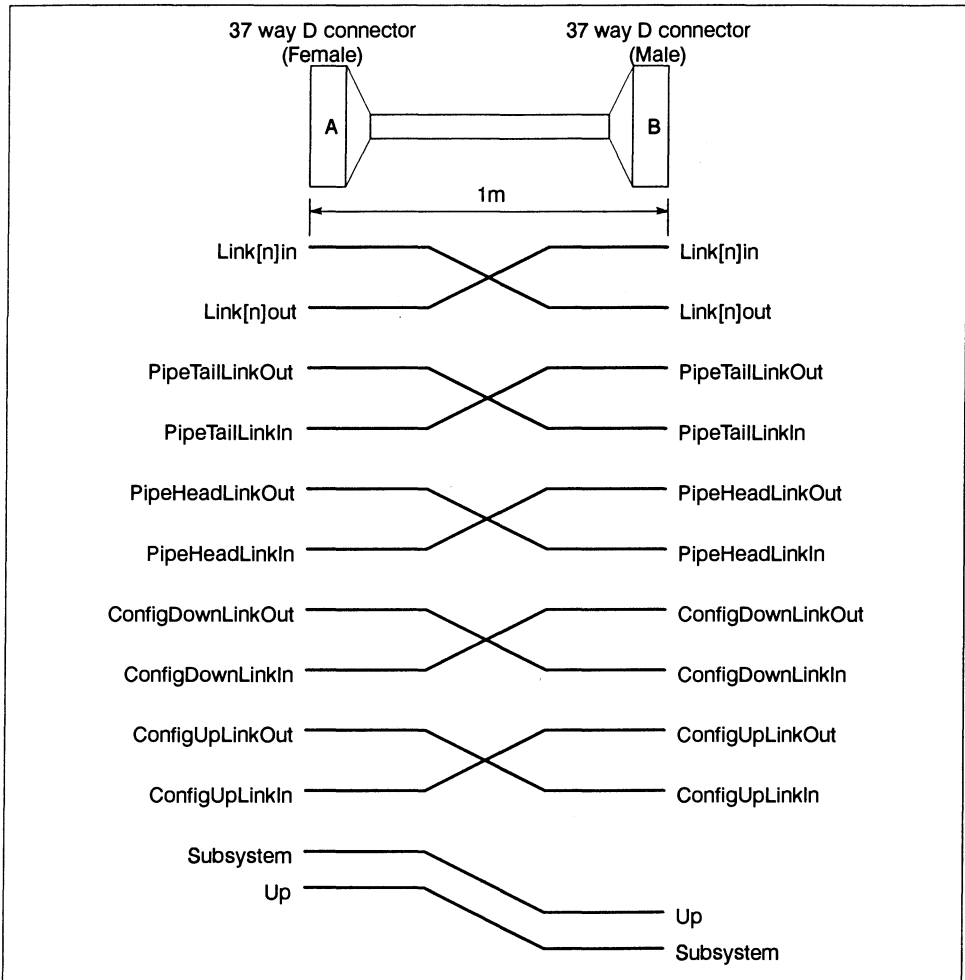 37 way D connector
(Female)
37 way D connector
(Male)
A
B
1m
Link[n]in
Link[n]in
Link[n]out
Link[n]out
PipeTailLinkOut
PipeTailLinkOut
PipeTailLinkIn
PipeTailLinkIn
PipeHeadLinkOut
PipeHeadLinkOut
PipeHeadLinkIn
PipeHeadLinkIn
ConfigDownLinkOut
ConfigDownLinkOut
ConfigDownLinkIn
ConfigDownLinkIn
ConfigUpLinkOut
ConfigUpLinkOut
ConfigUpLinkIn
ConfigUpLinkIn
Subsystem
Up
Up
Subsystem